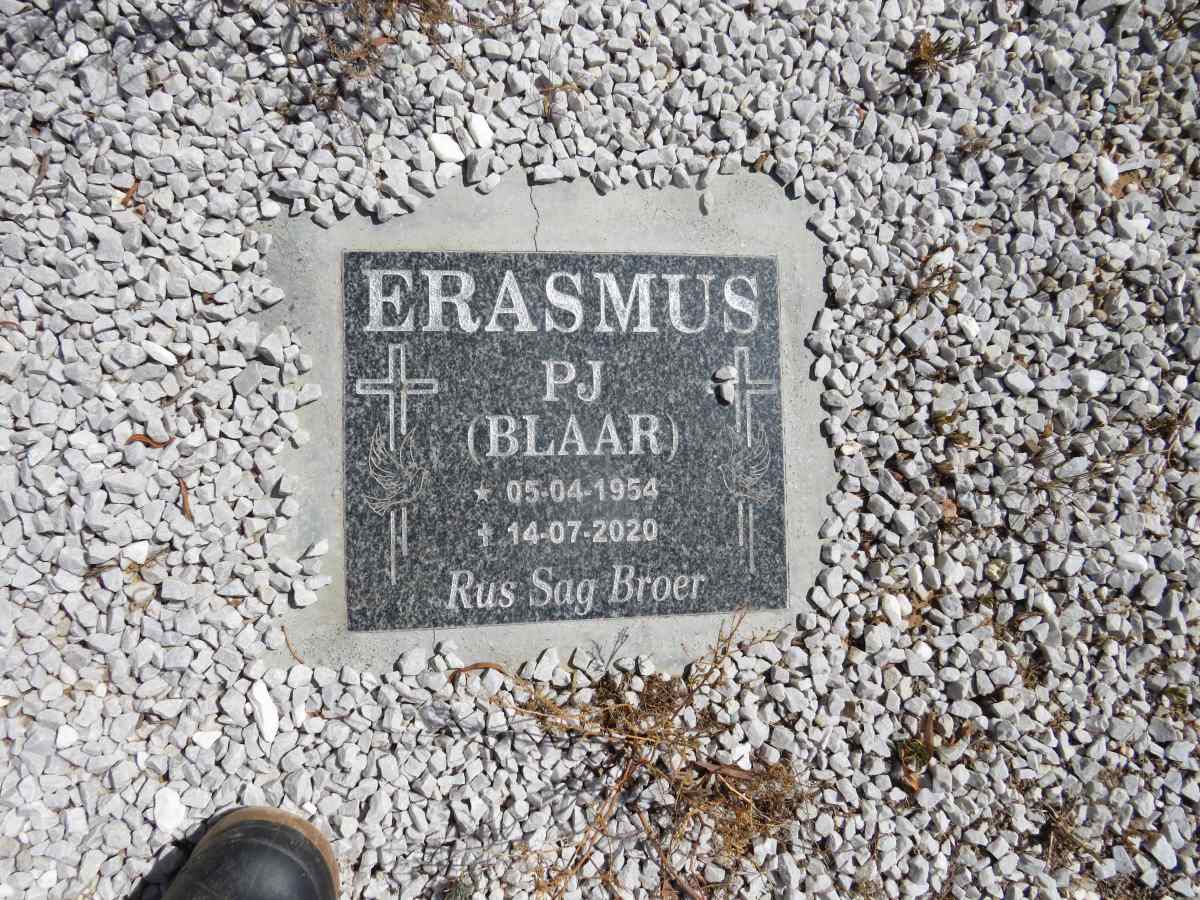 ERASMUS
PJ
(BLAAR)
★ 05-04-1954
✝ 14-07-2020
Rus Sag Broer